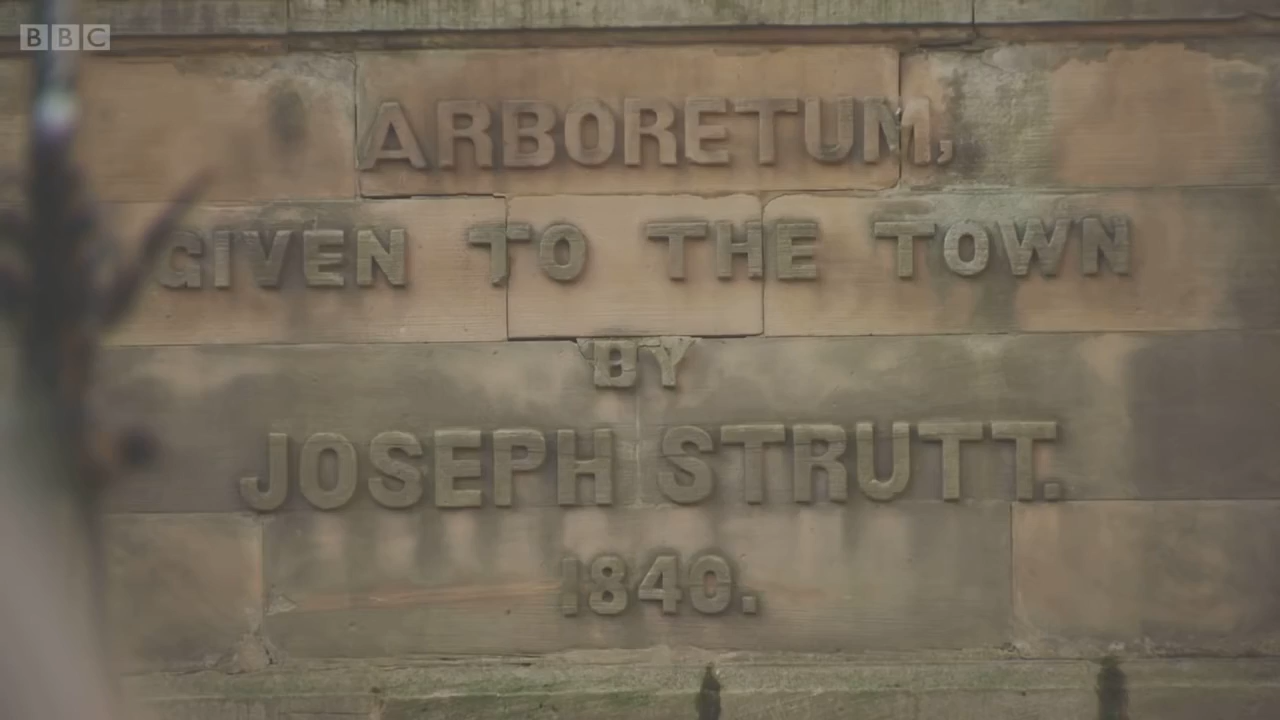 BBC
ARBORETUM,
GIVEN TO THE TOWN
BY
JOSEPH STRUTT.
1840.